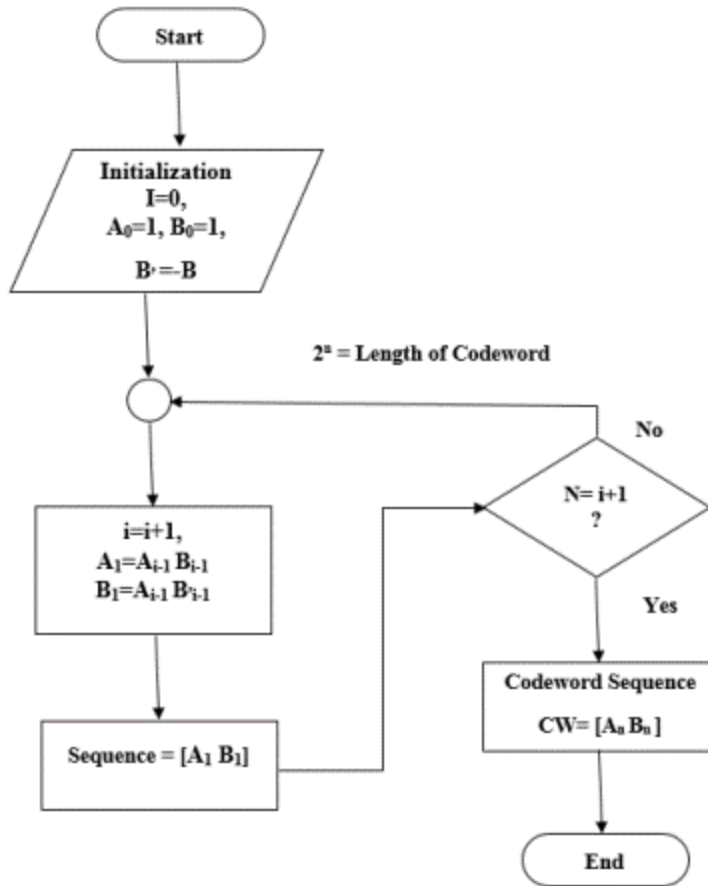 Start
Initialization
I=0,
A₀=1, B₀=1,
B’ =-B
2ⁿ = Length of Codeword
No
N= i+1
?
i=i+1,
A₁=Aᵢ₋₁ Bᵢ₋₁
B₁=Aᵢ₋₁ B’ᵢ₋₁
Yes
Codeword Sequence
CW= [Aₙ Bₙ ]
Sequence = [A₁ B₁]
End